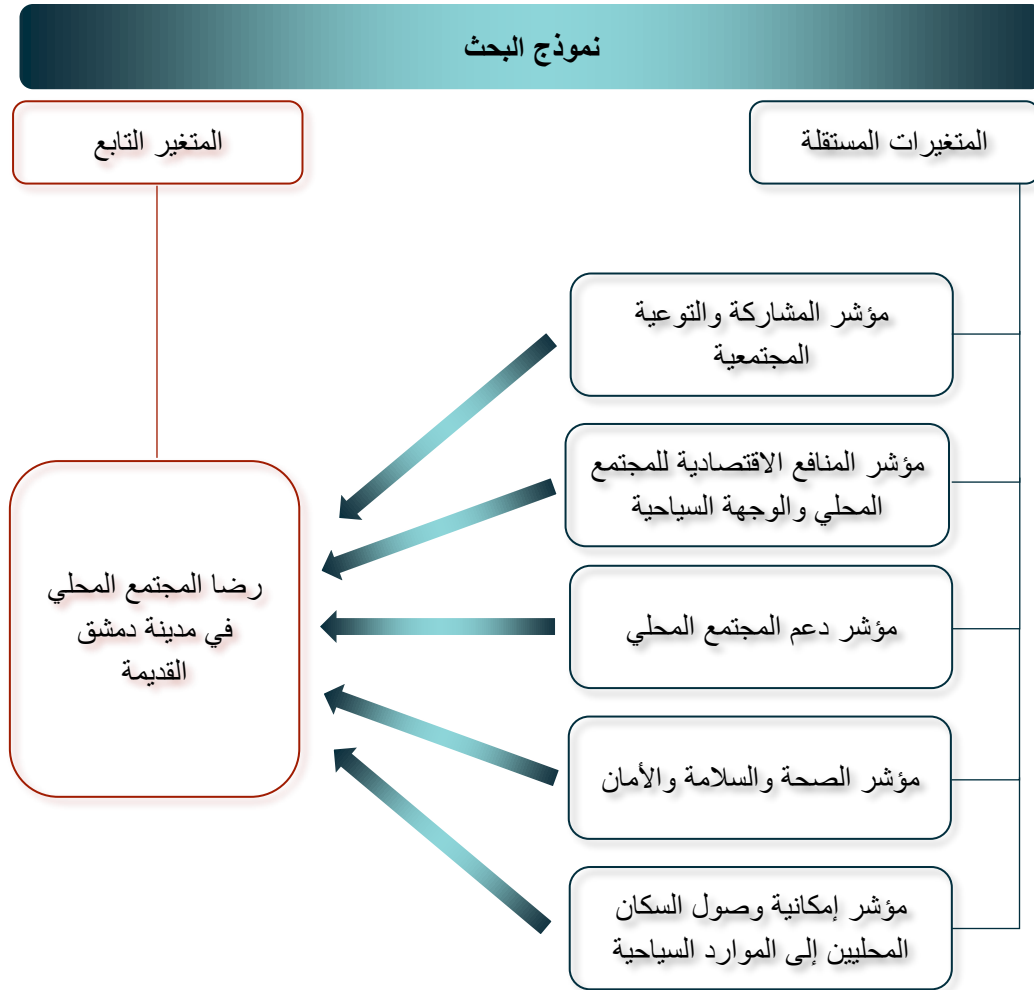 نموذج البحث
المتغيرات المستقلة
المتغير التابع
مؤشر المشاركة والتوعية
المجتمعية
مؤشر المنافع الاقتصادية للمجتمع
المحلي والوجهة السياحية
مؤشر دعم المجتمع المحلي
مؤشر الصحة والسلامة والأمان
مؤشر إمكانية وصول السكان
المحليين إلى الموارد السياحية
رضا المجتمع المحلي
في مدينة دمشق
القديمة